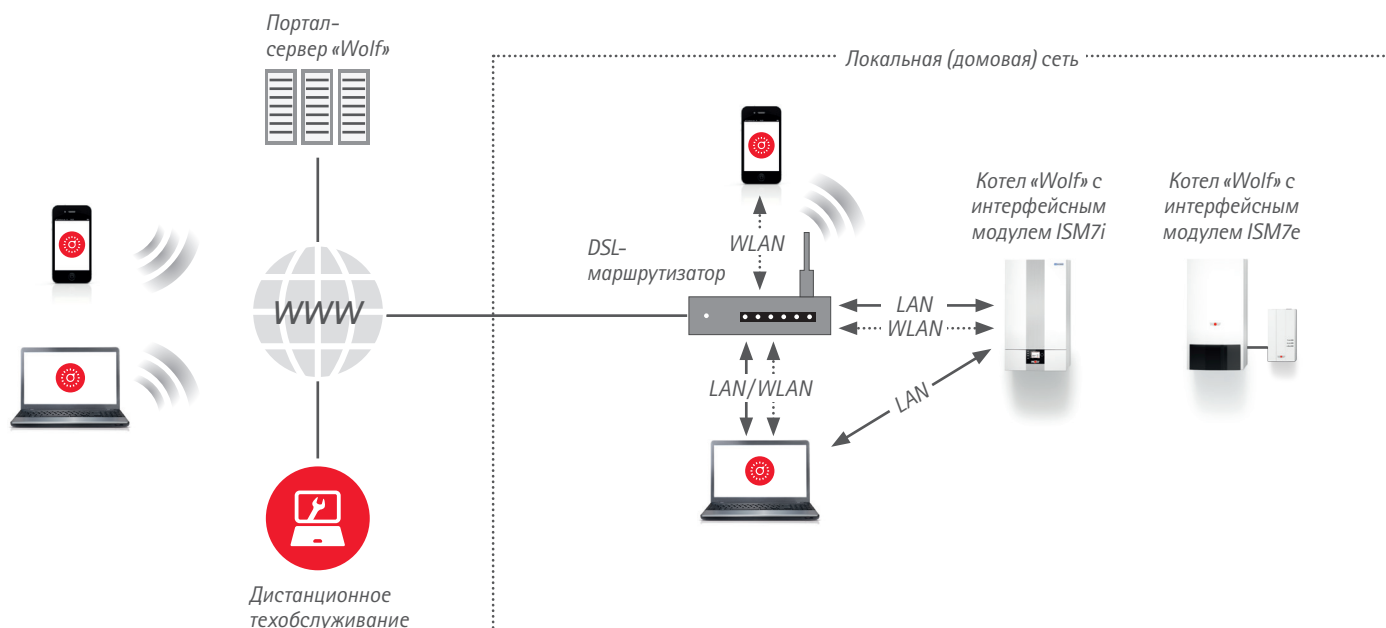 Портал-
сервер «Wolf»
Локальная (домовая) сеть
Котел «Wolf» с
интерфейсным
модулем ISM7i
Котел «Wolf» с
интерфейсным
модулем ISM7e
DSL-
маршрутизатор
WLAN
WWW
LAN
WLAN
LAN/WLAN
LAN
Дистанционное
техобслуживание